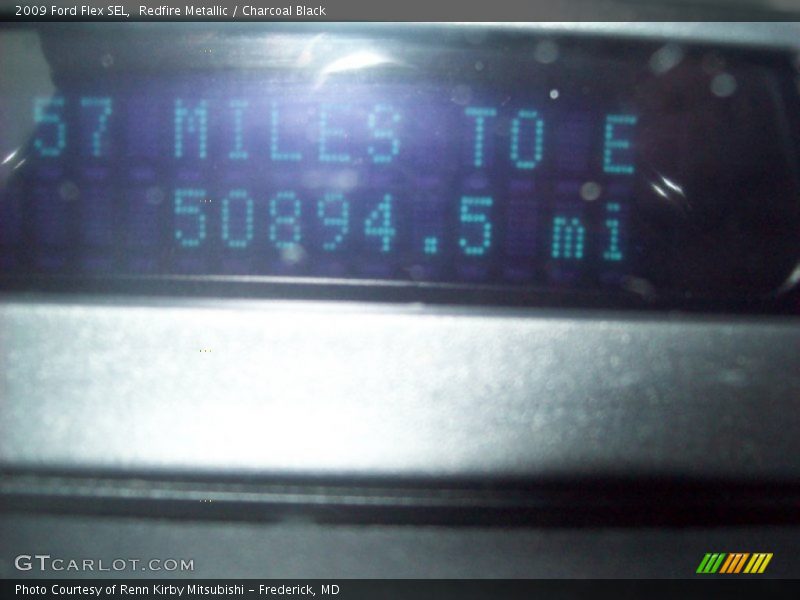 2009 Ford Flex SEL,  Redfire Metallic / Charcoal Black
57 MILES TO E
50894.5 mi
GTCARLOT.COM
Photo Courtesy of Renn Kirby Mitsubishi - Frederick, MD